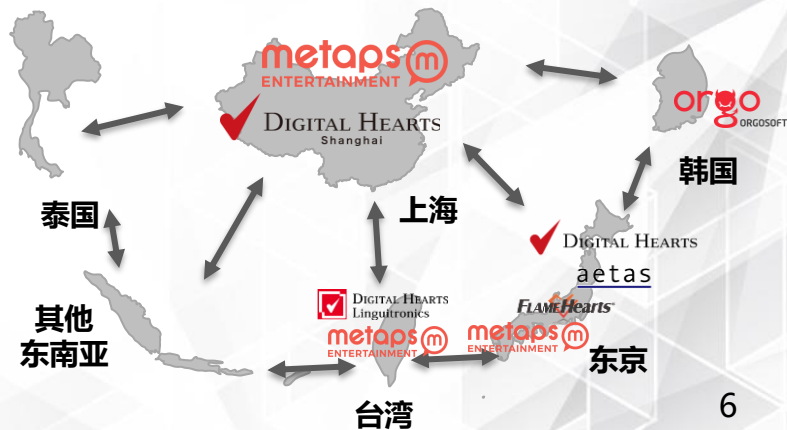 metaps m
ENTERTAINMENT
DIGITAL HEARTS
Shanghai
orgo
ORGOSOFT
韩国
泰国
上海
DIGITAL HEARTS
aetas
FLAMEHearts
DIGITAL HEARTS
Linguitronics
metaps m
ENTERTAINMENT
metaps m
ENTERTAINMENT
其他
东南亚
东京
台湾
6